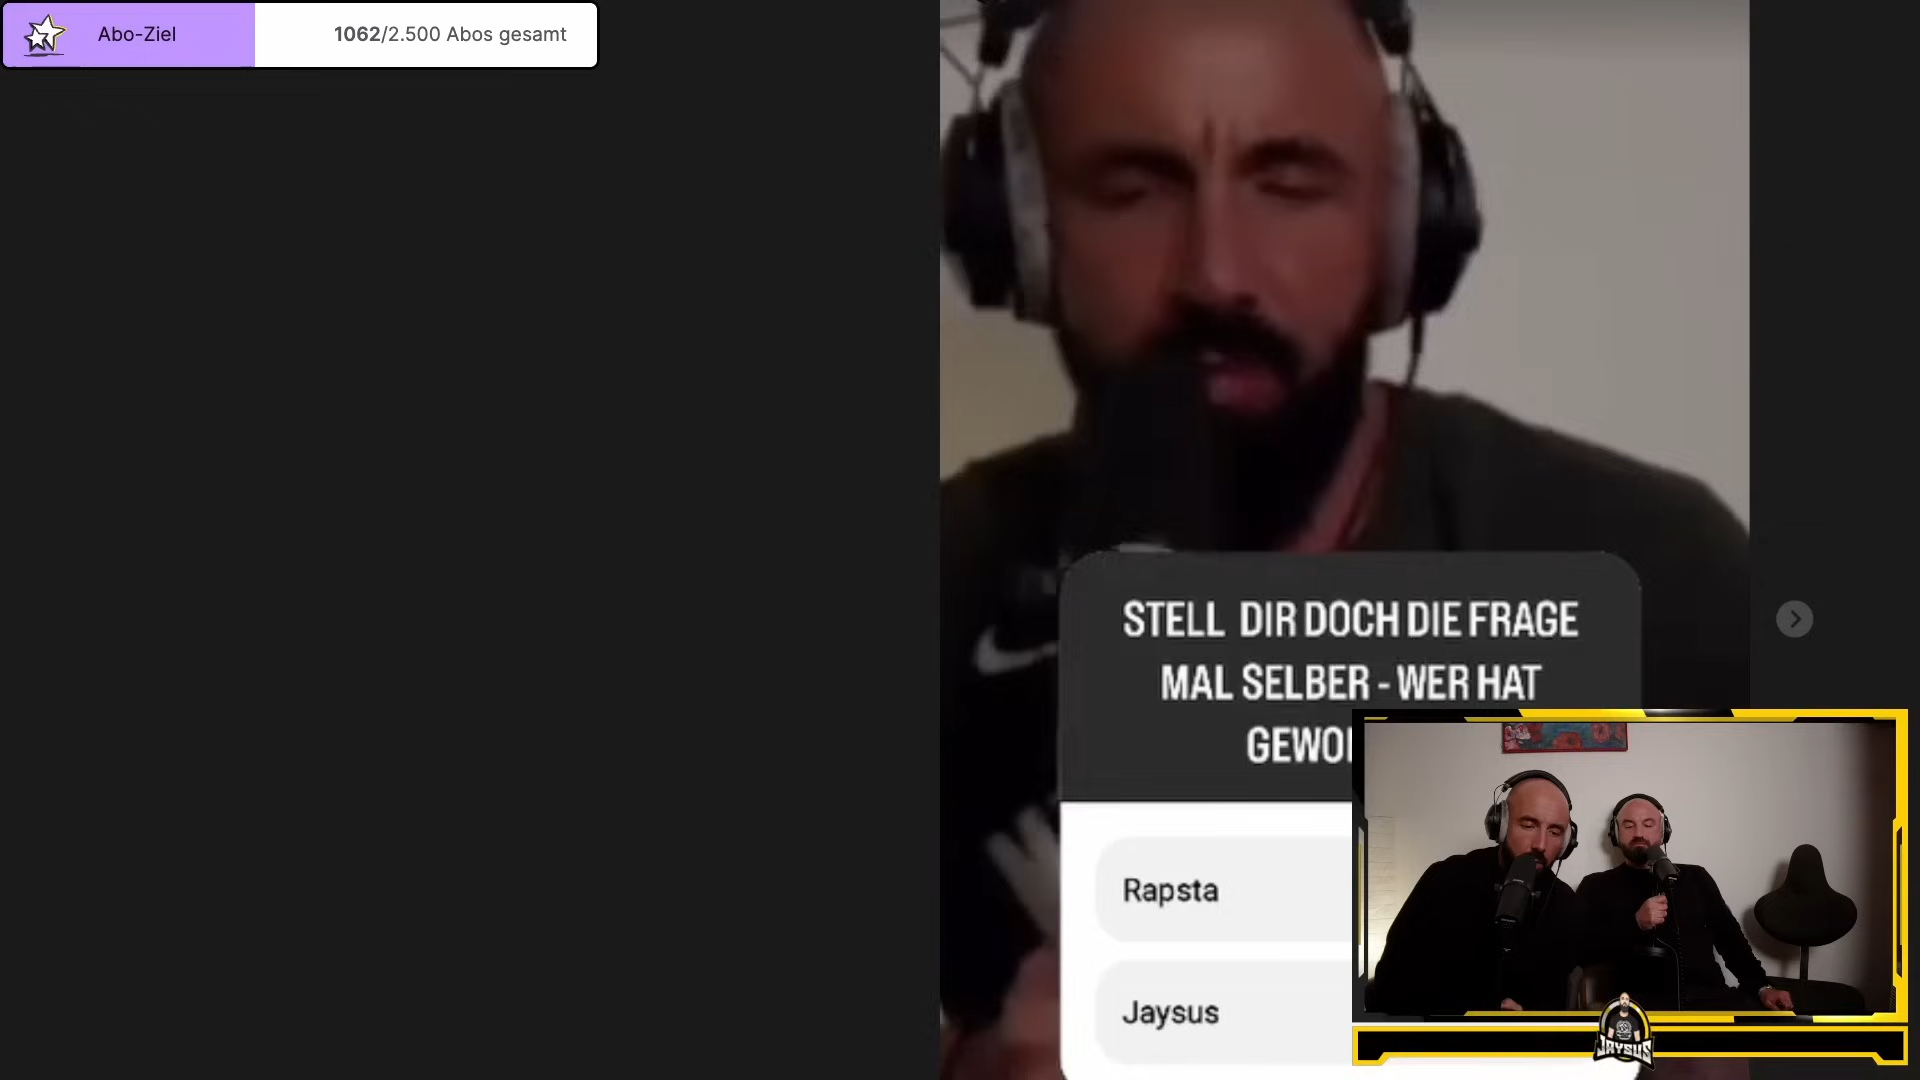 Abo-Ziel
1062/2.500 Abos gesamt
STELL DIR DOCH DIE FRAGE
MAL SELBER - WER HAT
Rapsta
Jaysus
JAYSUS